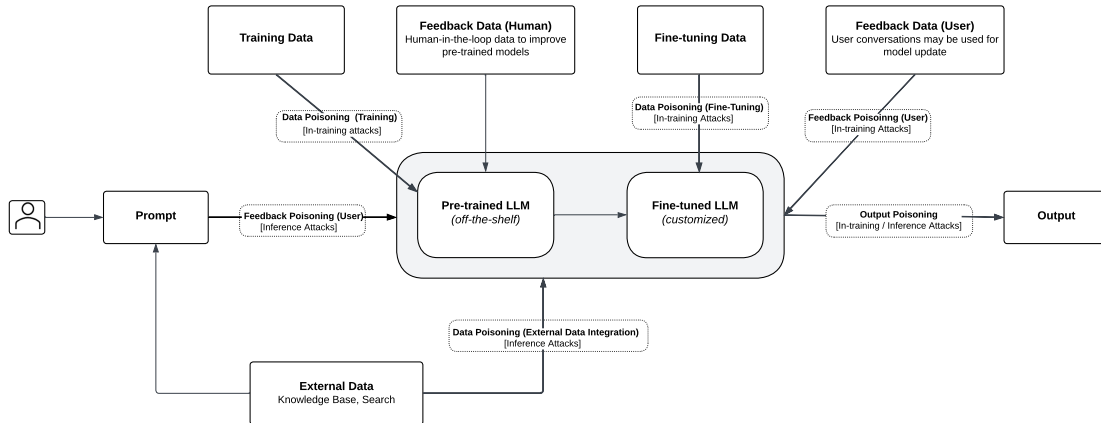 Training Data
Feedback Data (Human)
Human-in-the-loop data to improve
pre-trained models
Fine-tuning Data
Feedback Data (User)
User conversations may be used for
model update
Data Poisoning (Training)
[In-training attacks]
Data Poisoning (Fine-Tuning)
[In-training Attacks]
Feedback Poisoinng (User)
[In-training Attacks]
Prompt
Feedback Poisoning (User)
[Inference Attacks]
Pre-trained LLM
(off-the-shelf)
Fine-tuned LLM
(customized)
Output Poisoning
[In-training / Inference Attacks]
Output
Data Poisoning (External Data Integration)
[Inference Attacks]
External Data
Knowledge Base, Search